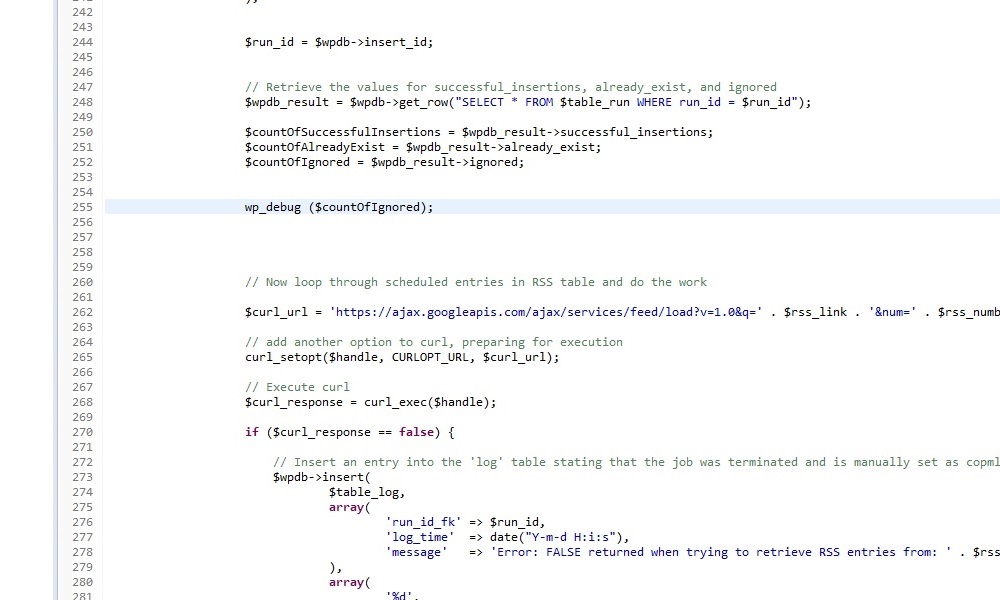 242
243
244 $run_id = $wpdb->insert_id;
245
246
247 // Retrieve the values for successful_insertions, already_exist, and ignored
248 $wpdb_result = $wpdb->get_row("SELECT * FROM $table_run WHERE run_id = $run_id");
249
250 $countOfSuccessfulInsertions = $wpdb_result->successful_insertions;
251 $countOfAlreadyExist = $wpdb_result->already_exist;
252 $countOfIgnored = $wpdb_result->ignored;
253
254
255 wp_debug ($countOfIgnored);
256
257
258
259
260 // Now loop through scheduled entries in RSS table and do the work
261
262 $curl_url = 'https://ajax.googleapis.com/ajax/services/feed/load?v=1.0&q=' . $rss_link . '&num=' . $rss_numb
263
264 // add another option to curl, preparing for execution
265 curl_setopt($handle, CURLOPT_URL, $curl_url);
266
267 // Execute curl
268 $curl_response = curl_exec($handle);
269
270 if ($curl_response == false) {
271
272 // Insert an entry into the 'log' table stating that the job was terminated and is manually set as copml
273 $wpdb->insert(
274 $table_log,
275 array(
276 'run_id_fk' => $run_id,
277 'log_time' => date("Y-m-d H:i:s"),
278 'message' => 'Error: FALSE returned when trying to retrieve RSS entries from: ' . $rss
279 ),
280 array(
281 '%d',